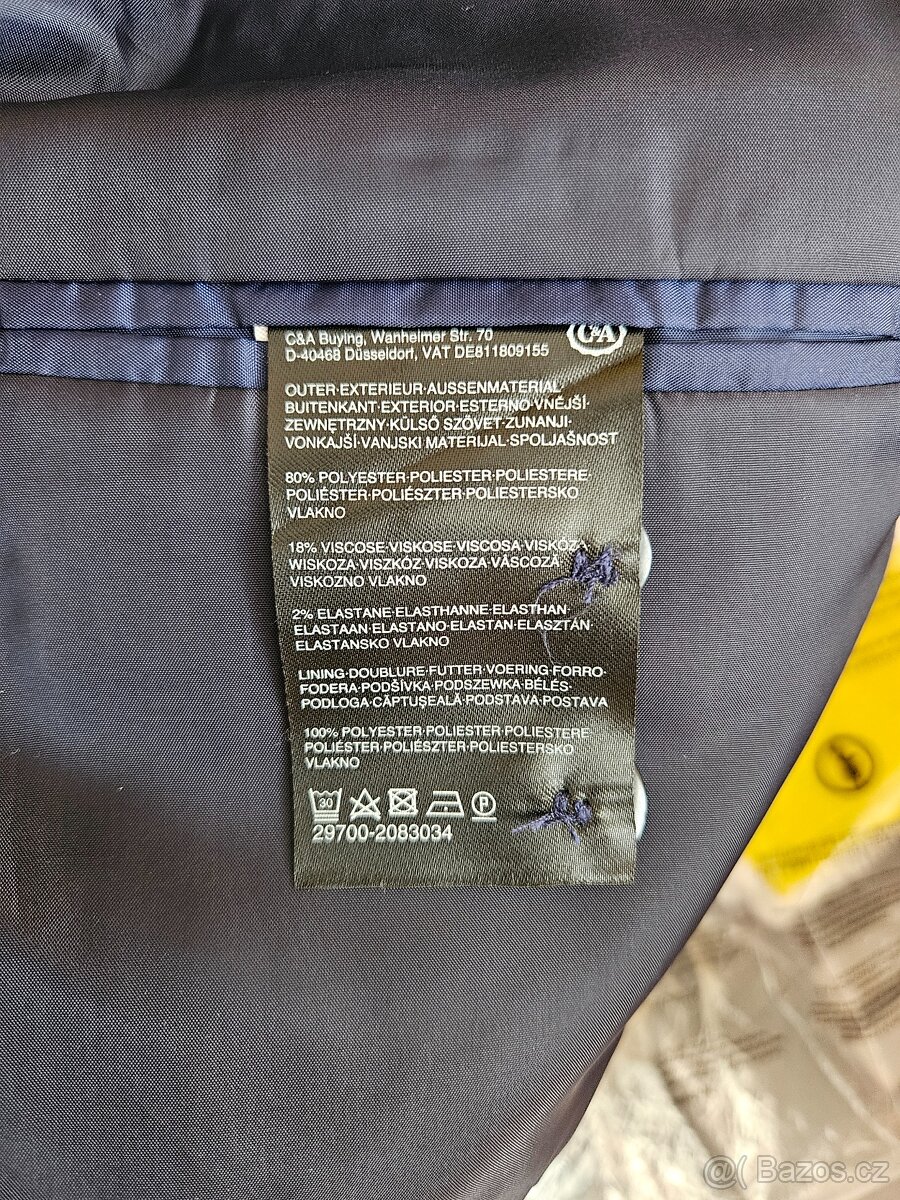 C&A
C&A Buying, Wanheimer Str. 70
D-40468 Düsseldorf, VAT DE811809155
OUTER·EXTERIEUR·AUSSENMATERIAL
BUITENKANT·EXTERIOR·ESTERNO·VNĚJŠÍ·
ZEWNĘTRZNY·KÜLSŐ SZÖVET·ZUNANJI·
VONKAJŠÍ·VANJSKI MATERIJAL·SPOLJAŠNOST
80% POLYESTER·POLIESTER·POLIESTERE·
POLIÉSTER·POLIÉSZTER·POLIESTERSKO
VLAKNO
18% VISCOSE·VISKOSE·VISCOSA·VISKÓZA
WISKOZA·VISZKÓZ·VISKOZA·VÂSCOZĂ
VISKOZNO VLAKNO
2% ELASTANE·ELASTHANNE·ELASTHAN·
ELASTAAN·ELASTANO·ELASTAN·ELASZTÁN·
ELASTANSKO VLAKNO
LINING·DOUBLURE·FUTTER·VOERING·FORRO·
FODERA·PODŠÍVKA·PODSZEWKA·BÉLÉS·
PODLOGA·CĂPTUȘEALĂ·PODSTAVA·POSTAVA
100% POLYESTER·POLIESTER·POLIESTERE
POLIÉSTER·POLIÉSZTER·POLIESTERSKO
VLAKNO
30 P
29700-2083034
@( Bazos.cz